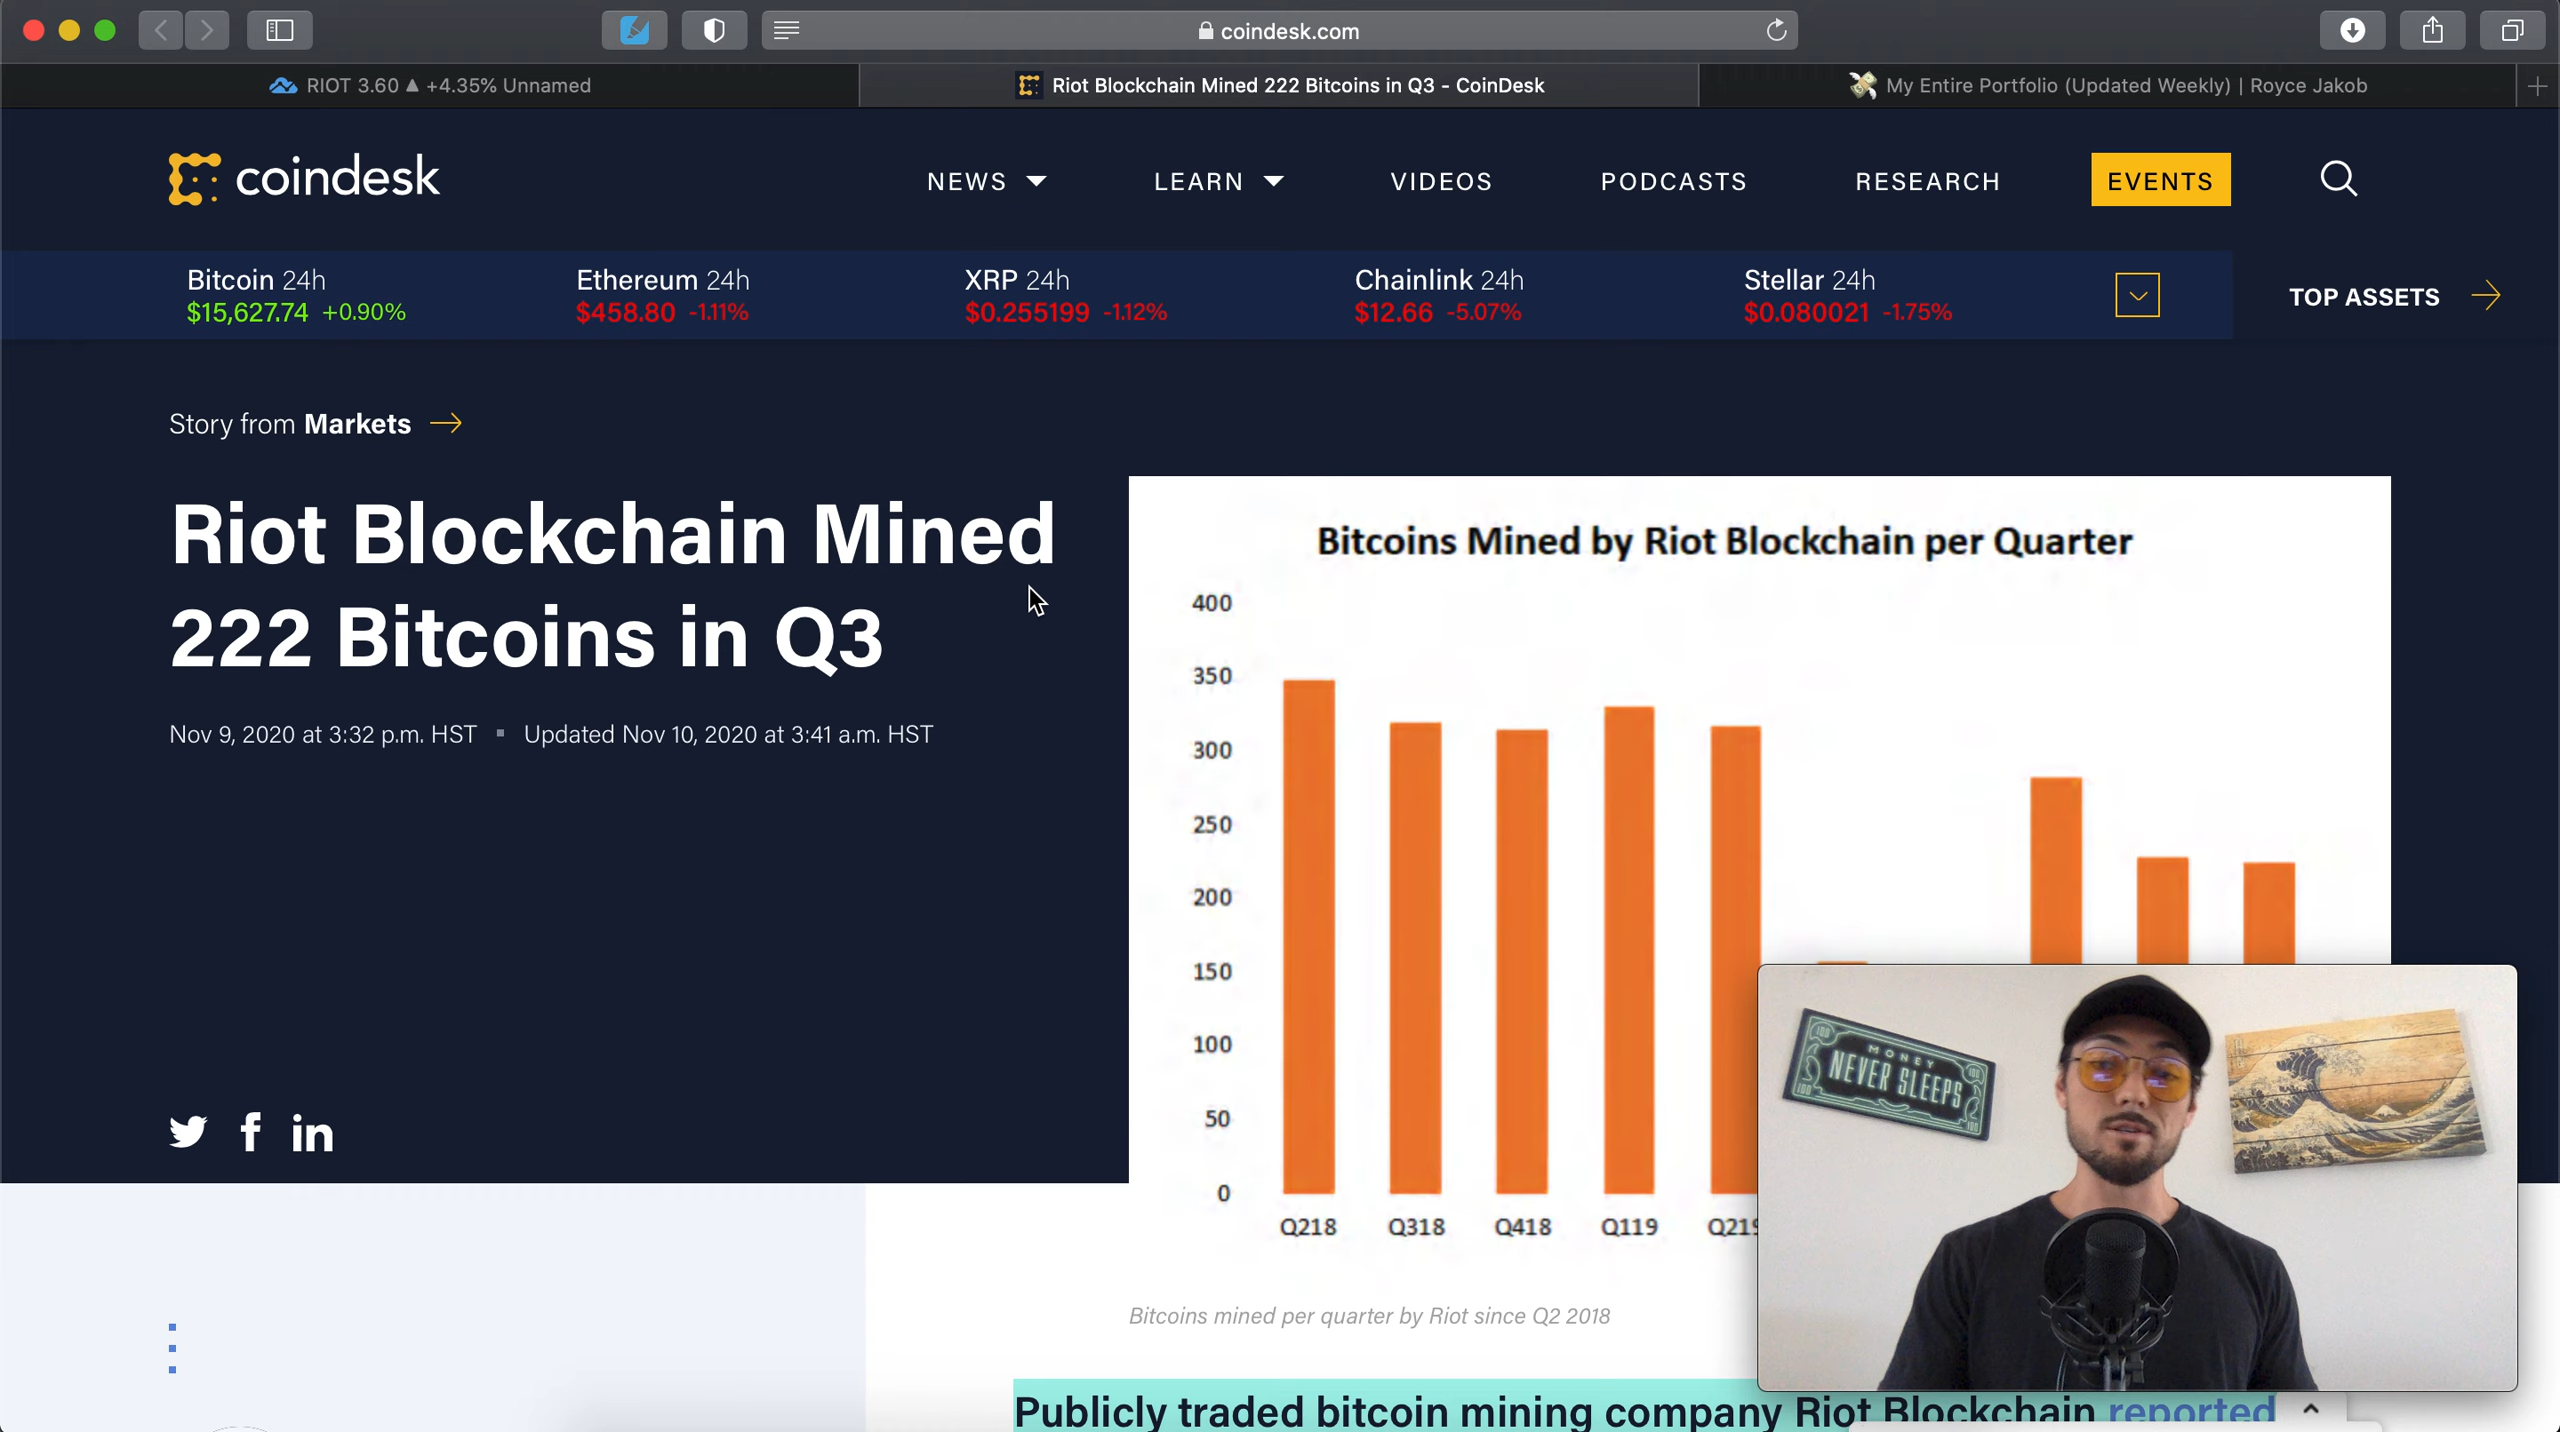 coindesk.com
RIOT 3.60 ▲ +4.35% Unnamed
Riot Blockchain Mined 222 Bitcoins in Q3 - CoinDesk
My Entire Portfolio (Updated Weekly) | Royce Jakob
coindesk
NEWS
LEARN
VIDEOS
PODCASTS
RESEARCH
EVENTS
Bitcoin 24h
$15,627.74 +0.90%
Ethereum 24h
$458.80 -1.11%
XRP 24h
$0.255199 -1.12%
Chainlink 24h
$12.66 -5.07%
Stellar 24h
$0.080021 -1.75%
TOP ASSETS
Story from Markets
Riot Blockchain Mined
222 Bitcoins in Q3
Nov 9, 2020 at 3:32 p.m. HST ▪ Updated Nov 10, 2020 at 3:41 a.m. HST
Bitcoins Mined by Riot Blockchain per Quarter
400
350
300
250
200
150
100
50
0
Q218 Q318 Q418 Q119 Q219
MONEY
NEVER SLEEPS
100
100
100
100
Bitcoins mined per quarter by Riot since Q2 2018
Publicly traded bitcoin mining company Riot Blockchain reported